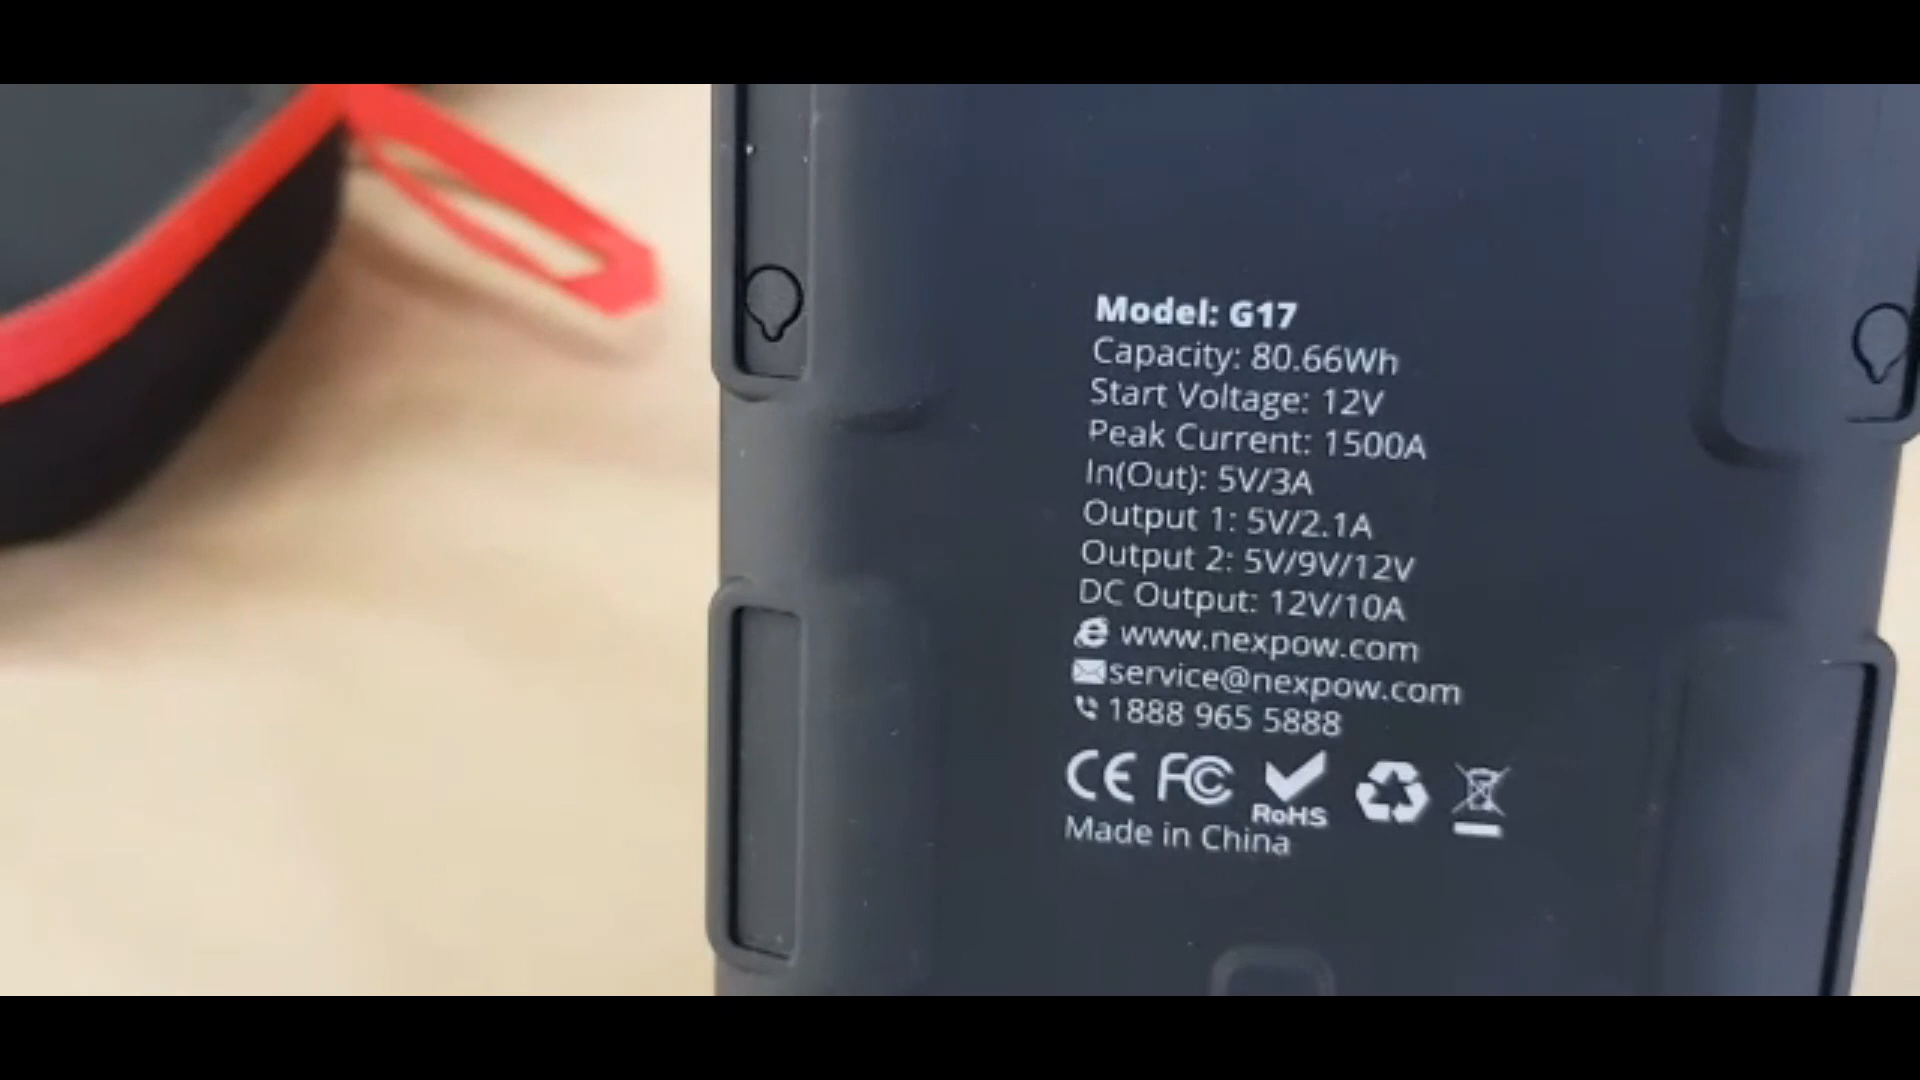 Model: G17
Capacity: 80.66Wh
Start Voltage: 12V
Peak Current: 1500A
In(Out): 5V/3A
Output 1: 5V/2.1A
Output 2: 5V/9V/12V
DC Output: 12V/10A
www.nexpow.com
service@nexpow.com
1888 965 5888
CE FC RoHS
Made in China